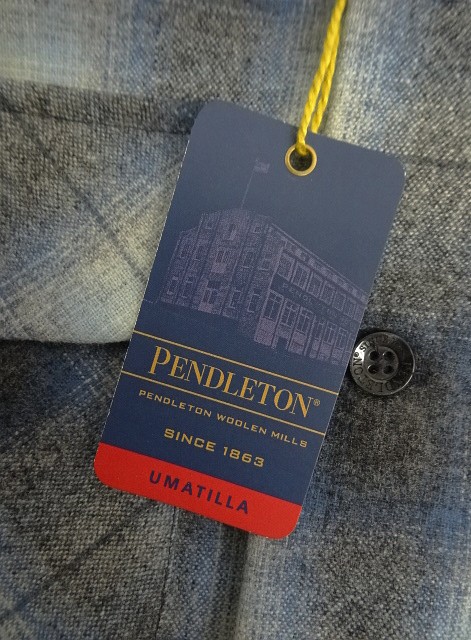 PENDLETON®
PENDLETON WOOLEN MILLS
SINCE 1863
UMATILLA